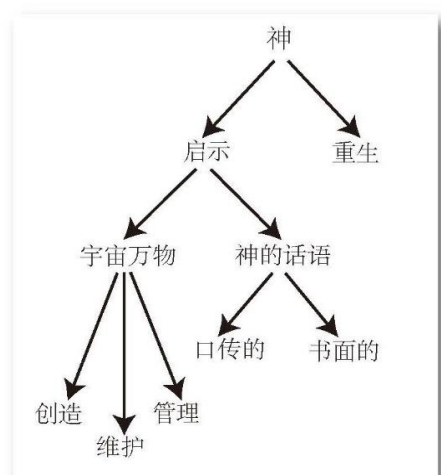 神
启示
重生
宇宙万物
神的话语
口传的
书面的
创造
管理
维护